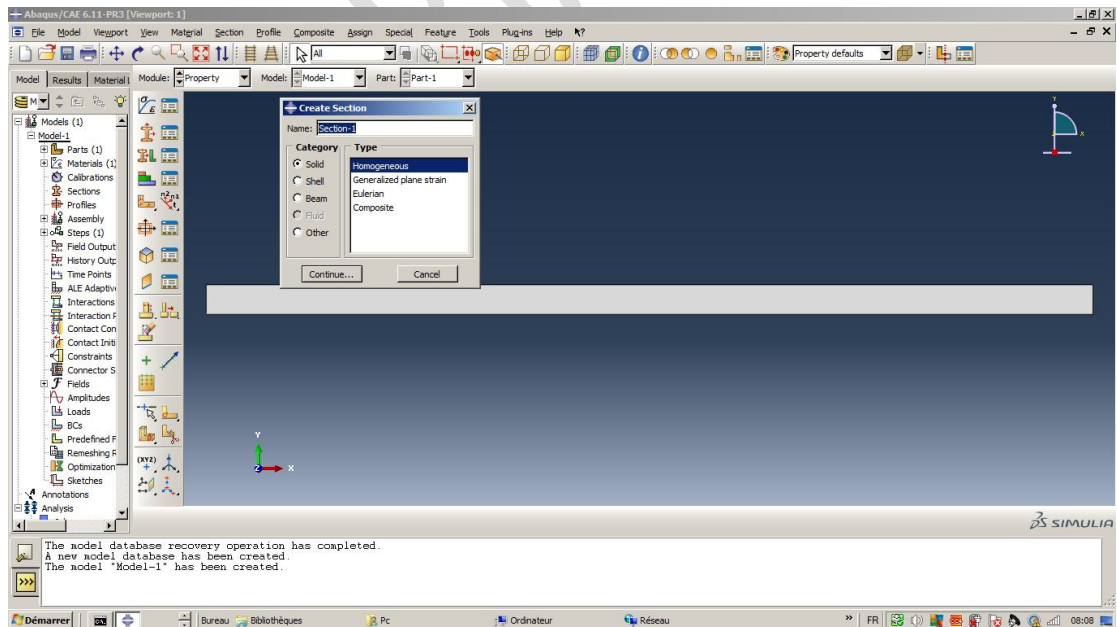 Abaqus/CAE 6.11-PR3 [Viewport: 1]
File Model Viewport View Material Section Profile Composite Assign Special Feature Tools Plug-ins Help
All Property defaults
Model Results Material Module: Property Model: Model-1 Part: Part-1
Models (1)
Model-1
Parts (1)
Materials (1)
Calibrations
Sections
Profiles
Assembly
Steps (1)
Field Output
History Outp
Time Points
ALE Adaptiv
Interactions
Interaction P
Contact Con
Contact Initi
Constraints
Connector S
Fields
Amplitudes
Loads
BCs
Predefined F
Remeshing R
Optimization
Sketches
Annotations
Analysis
(XYZ)
Create Section
Name: Section-1
Category Type
Solid
Shell
Beam
Fluid
Other
Homogeneous
Generalized plane strain
Eulerian
Composite
Continue... Cancel
Y
X
Y
Z X
SIMULIA
The model database recovery operation has completed.
A new model database has been created.
The model "Model-1" has been created.
Démarrer Bureau Bibliothèques Pc Ordinateur Réseau FR 08:08